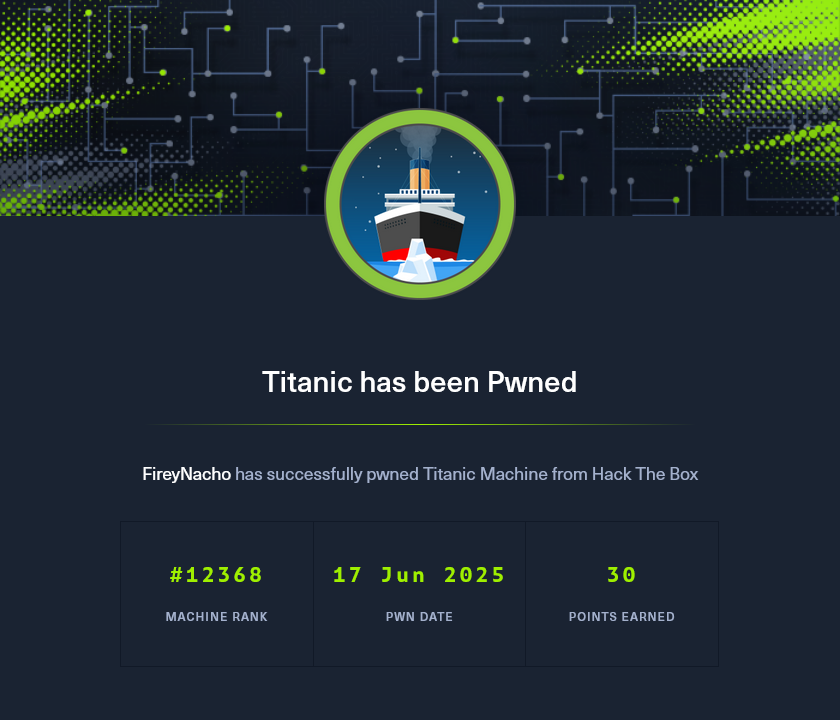 Titanic has been Pwned
FireyNacho has successfully pwned Titanic Machine from Hack The Box
#12368 17 Jun 2025 30
MACHINE RANK PWN DATE POINTS EARNED